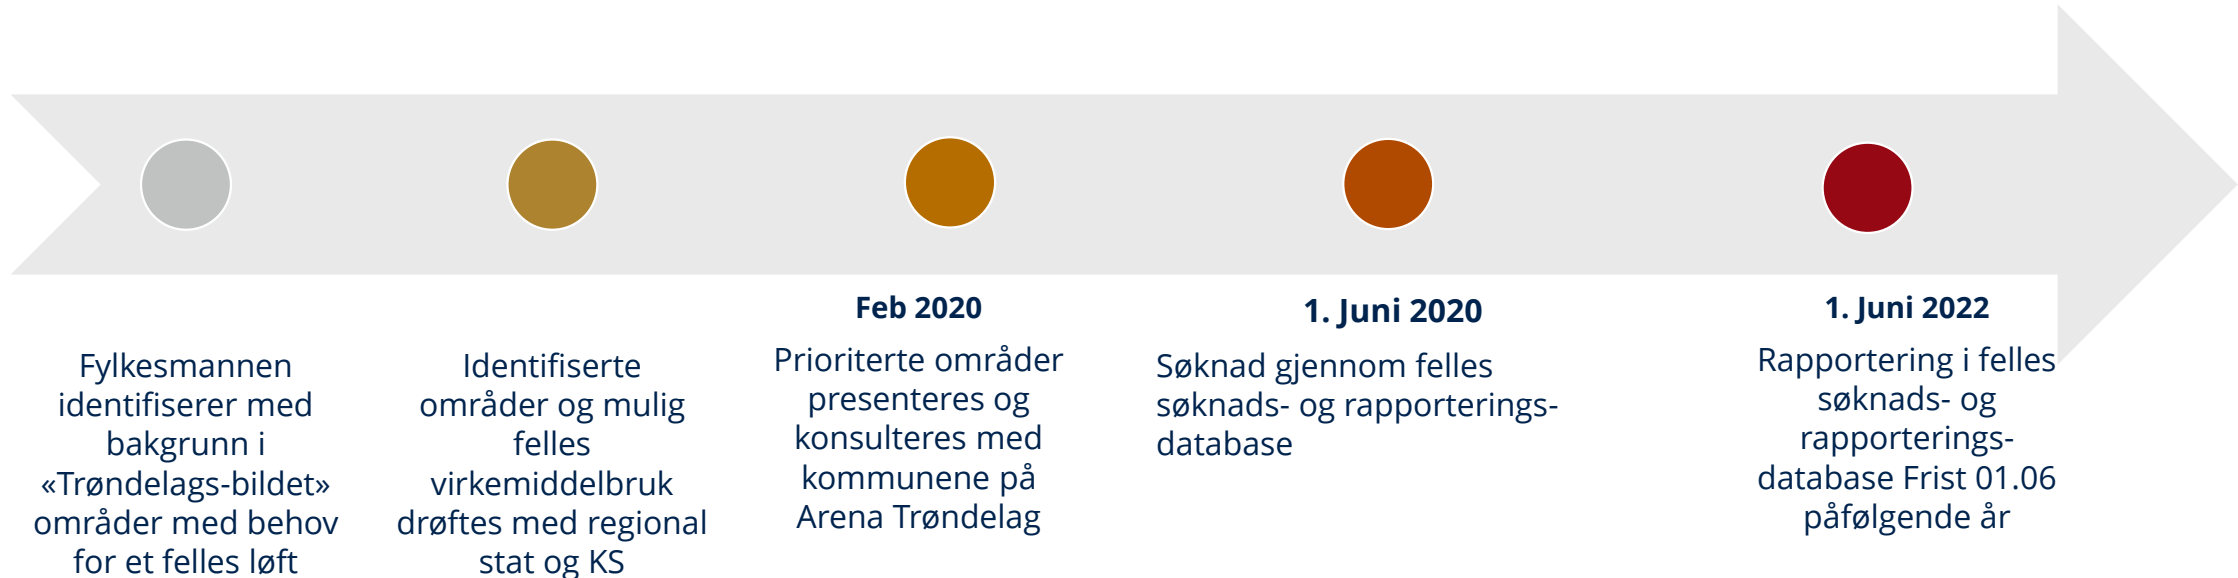 Fylkesmannen
identifiserer med
bakgrunn i
«Trøndelags-bildet»
områder med behov
for et felles løft
Identifiserte
områder og mulig
felles
virkemiddelbruk
drøftes med regional
stat og KS
Feb 2020
Prioriterte områder
presenteres og
konsulteres med
kommunene på
Arena Trøndelag
1. Juni 2020
Søknad gjennom felles
søknads- og rapporterings-
database
1. Juni 2022
Rapportering i felles
søknads- og
rapporterings-
database Frist 01.06
påfølgende år